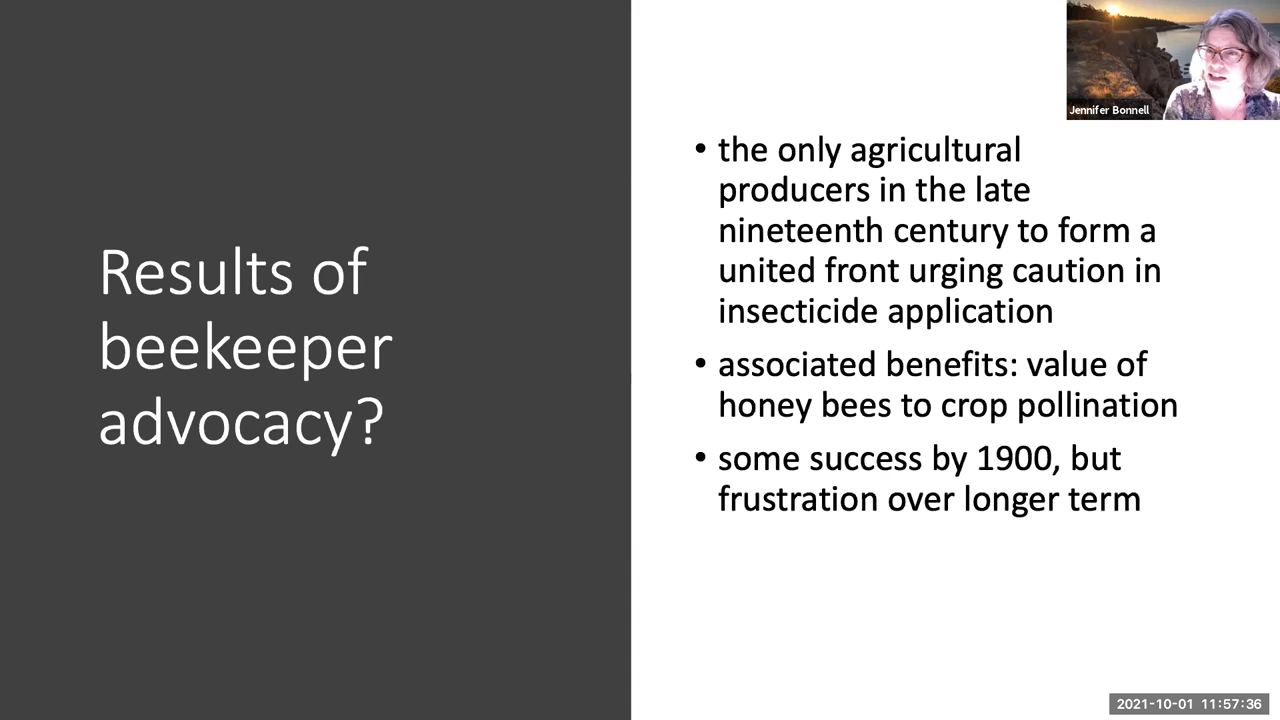 Results of
beekeeper
advocacy?
Jennifer Bonnell
• the only agricultural
producers in the late
nineteenth century to form a
united front urging caution in
insecticide application
• associated benefits: value of
honey bees to crop pollination
• some success by 1900, but
frustration over longer term
2021-10-01 11:57:36